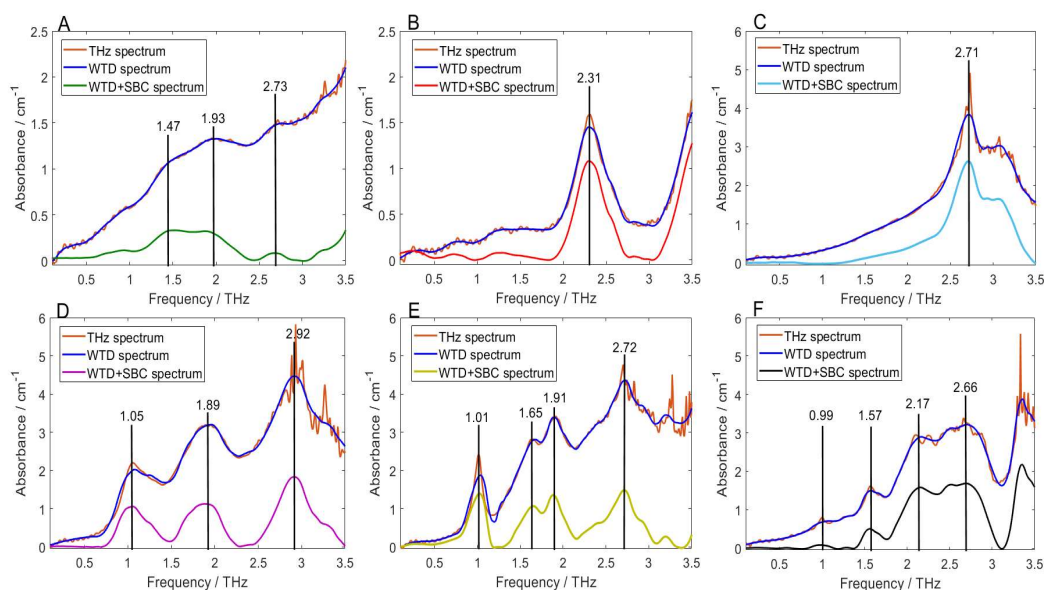 A
THz spectrum
WTD spectrum
WTD+SBC spectrum
1.47
1.93
2.73
Absorbance / cm-1
2.5
2
1.5
1
0.5
0
0.5
1
1.5
2
2.5
3
3.5
Frequency / THz
B
THz spectrum
WTD spectrum
WTD+SBC spectrum
2.31
Absorbance / cm-1
2.5
2
1.5
1
0.5
0
0.5
1
1.5
2
2.5
3
3.5
Frequency / THz
C
THz spectrum
WTD spectrum
WTD+SBC spectrum
2.71
Absorbance / cm-1
6
5
4
3
2
1
0
0.5
1
1.5
2
2.5
3
3.5
Frequency / THz
D
THz spectrum
WTD spectrum
WTD+SBC spectrum
1.05
1.89
2.92
Absorbance / cm-1
6
5
4
3
2
1
0
0.5
1
1.5
2
2.5
3
3.5
Frequency / THz
E
THz spectrum
WTD spectrum
WTD+SBC spectrum
1.01
1.65
1.91
2.72
Absorbance / cm-1
6
5
4
3
2
1
0
0.5
1
1.5
2
2.5
3
3.5
Frequency / THz
F
THz spectrum
WTD spectrum
WTD+SBC spectrum
0.99
1.57
2.17
2.66
Absorbance / cm-1
6
5
4
3
2
1
0
0.5
1
1.5
2
2.5
3
3.5
Frequency / THz